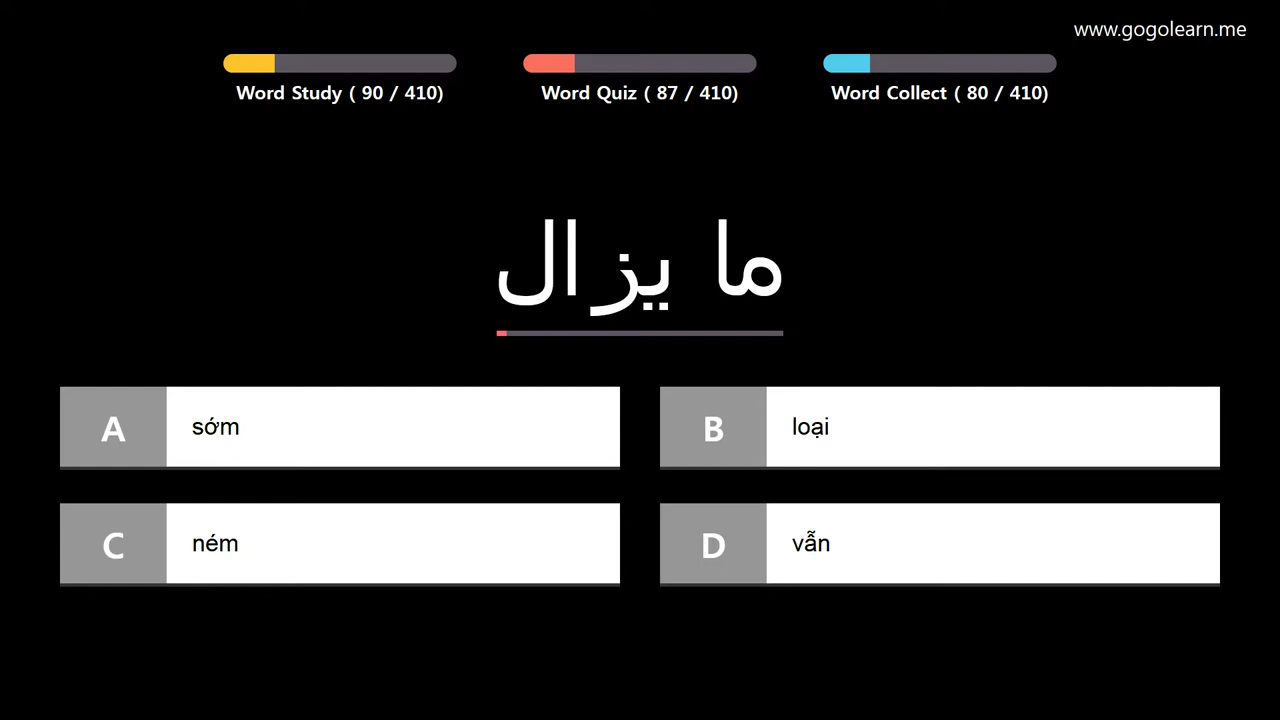 www.gogolearn.me
Word Study ( 90 / 410)
Word Quiz ( 87 / 410)
Word Collect ( 80 / 410)
ما يزال
A sớm
B loại
C ném
D vẫn